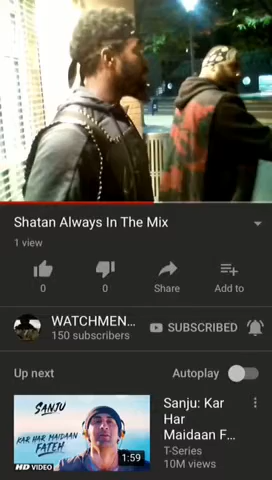 Shatan Always In The Mix
1 view
0
0
Share
Add to
WATCHMEN...
SUBSCRIBED
150 subscribers
Up next
Autoplay
SANJU
KAR HAR MAIDAAN
FATEH
HD VIDEO
1:59
Sanju: Kar
Har
Maidaan F...
T-Series
10M views